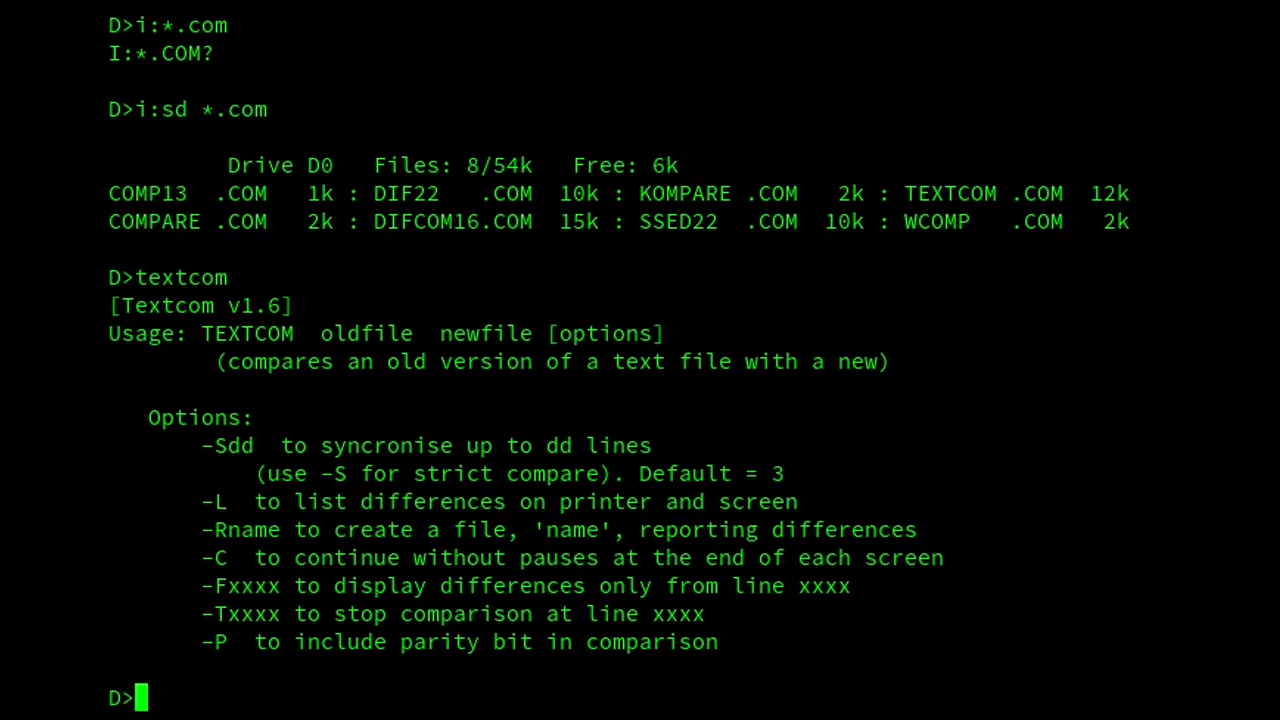 D>i:*.com
I:*.COM?
D>i:sd *.com
Drive D0   Files: 8/54k   Free: 6k
COMP13  .COM   1k : DIF22   .COM  10k : KOMPARE .COM   2k : TEXTCOM .COM  12k
COMPARE .COM   2k : DIFCOM16.COM  15k : SSED22  .COM  10k : WCOMP   .COM   2k
D>textcom
[Textcom v1.6]
Usage: TEXTCOM  oldfile  newfile [options]
(compares an old version of a text file with a new)
Options:
-Sdd  to syncronise up to dd lines
(use -S for strict compare). Default = 3
-L  to list differences on printer and screen
-Rname to create a file, 'name', reporting differences
-C  to continue without pauses at the end of each screen
-Fxxxx to display differences only from line xxxx
-Txxxx to stop comparison at line xxxx
-P  to include parity bit in comparison
D>